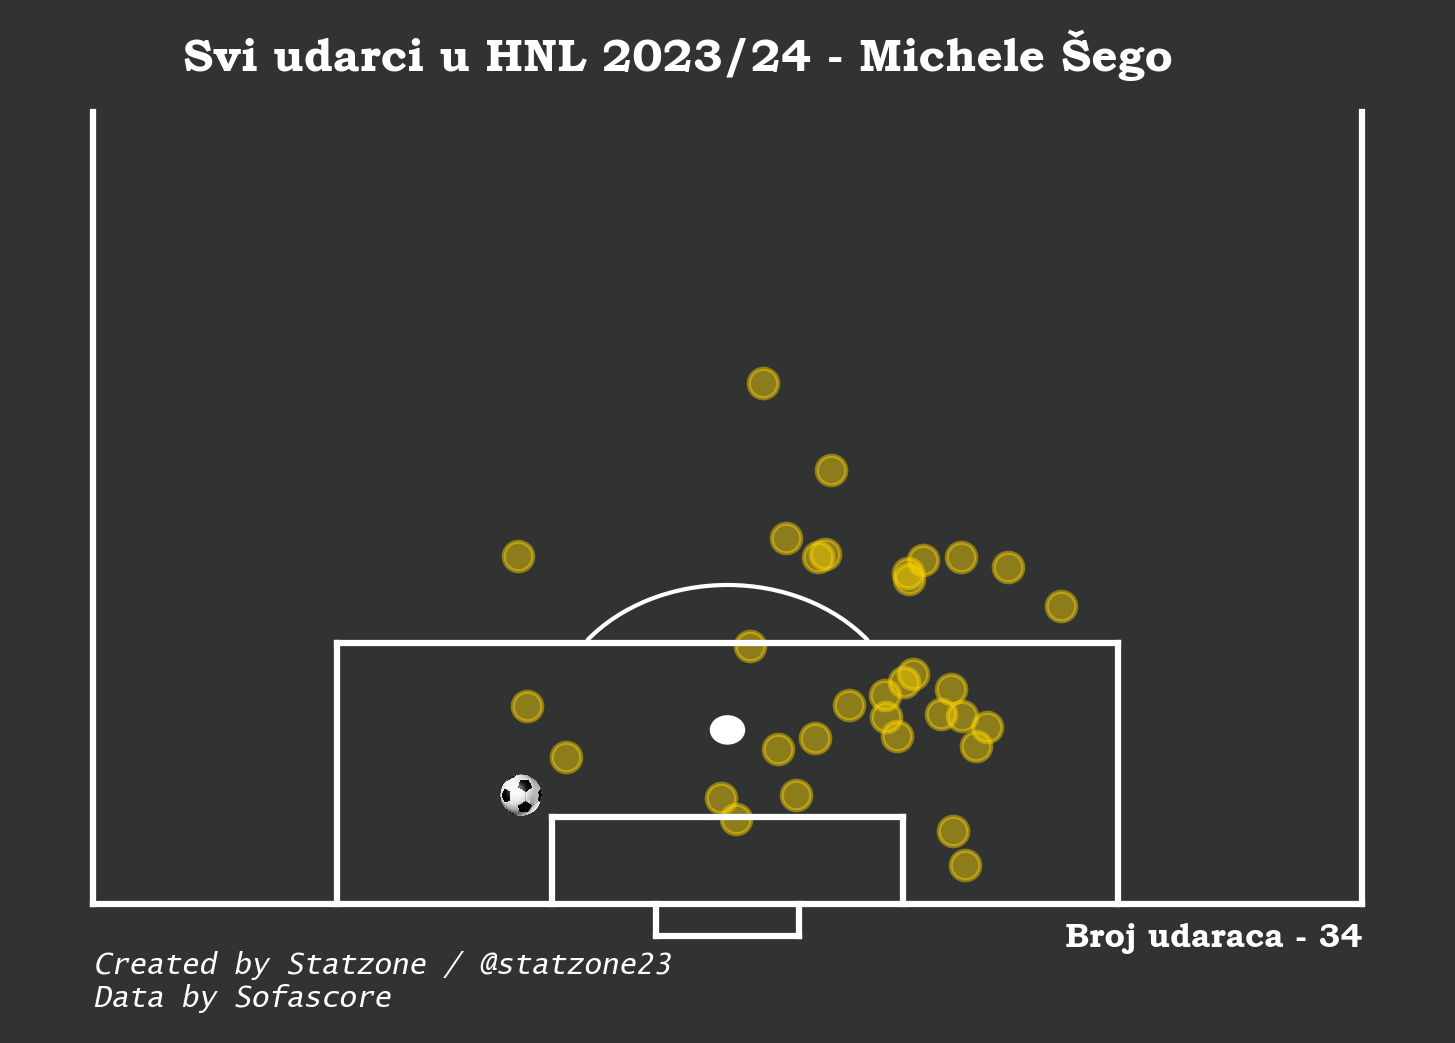 Svi udarci u HNL 2023/24 - Michele Šego
Broj udaraca - 34
Created by Statzone / @statzone23
Data by Sofascore